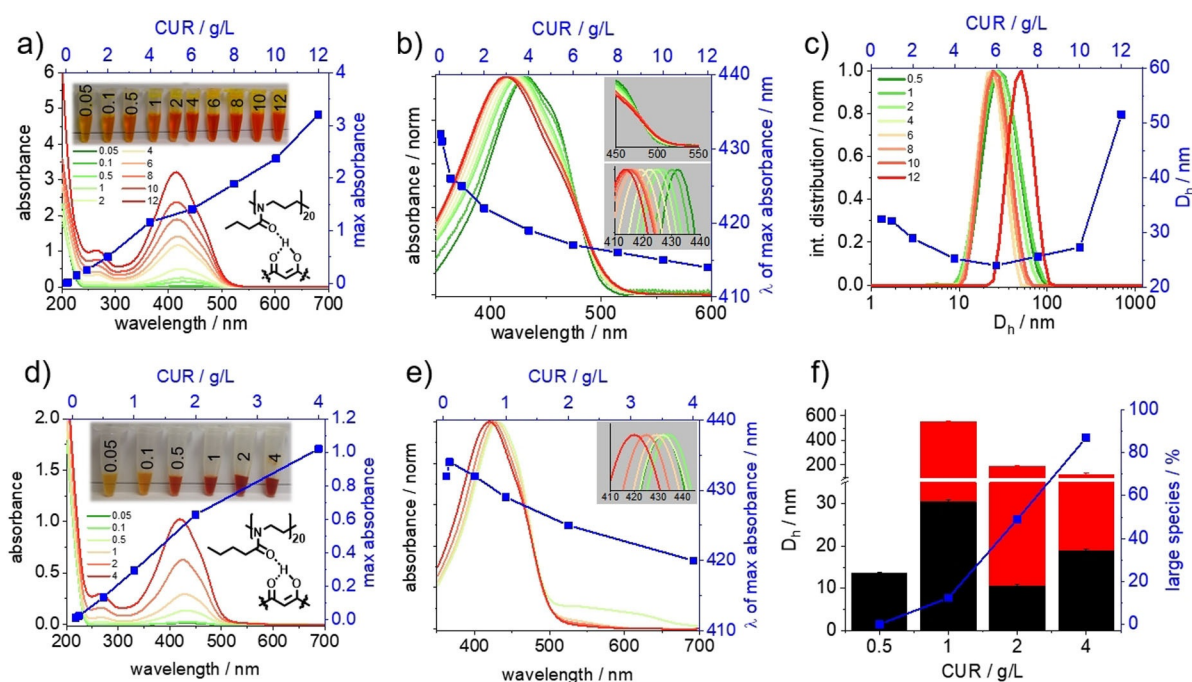 a)
CUR / g/L
0 2 4 6 8 10 12
6
5
4
3
2
1
0
absorbance
0.05 0.1 0.5 1 2 4 6 8 10 12
0.05 4
0.1 6
0.5 8
1 10
2 12
N
20
O
H
O O
4
3
2
1
0
max absorbance
200 300 400 500 600 700
wavelength / nm
b)
CUR / g/L
0 2 4 6 8 10 12
absorbance / norm
450 500 550
410 420 430 440
440
430
420
410
λ of max absorbance / nm
400 500 600
wavelength / nm
c)
CUR / g/L
0 2 4 6 8 10 12
1.0
0.8
0.6
0.4
0.2
0.0
int. distribution / norm
0.5
1
2
4
6
8
10
12
60
50
40
30
20
Dh / nm
1 10 100 1000
Dh / nm
d)
CUR / g/L
0 1 2 3 4
2.0
1.5
1.0
0.5
0.0
absorbance
0.05 0.1 0.5 1 2 4
0.05
0.1
0.5
1
2
4
N
20
O
H
O O
1.2
1.0
0.8
0.6
0.4
0.2
0.0
max absorbance
200 300 400 500 600 700
wavelength / nm
e)
CUR / g/L
0 1 2 3 4
absorbance / norm
410 420 430 440
440
430
420
410
λ of max absorbance / nm
400 500 600 700
wavelength / nm
f)
600
400
200
30
20
10
0
Dh / nm
100
90
80
70
60
50
40
30
20
10
0
large species / %
0.5 1 2 4
CUR / g/L